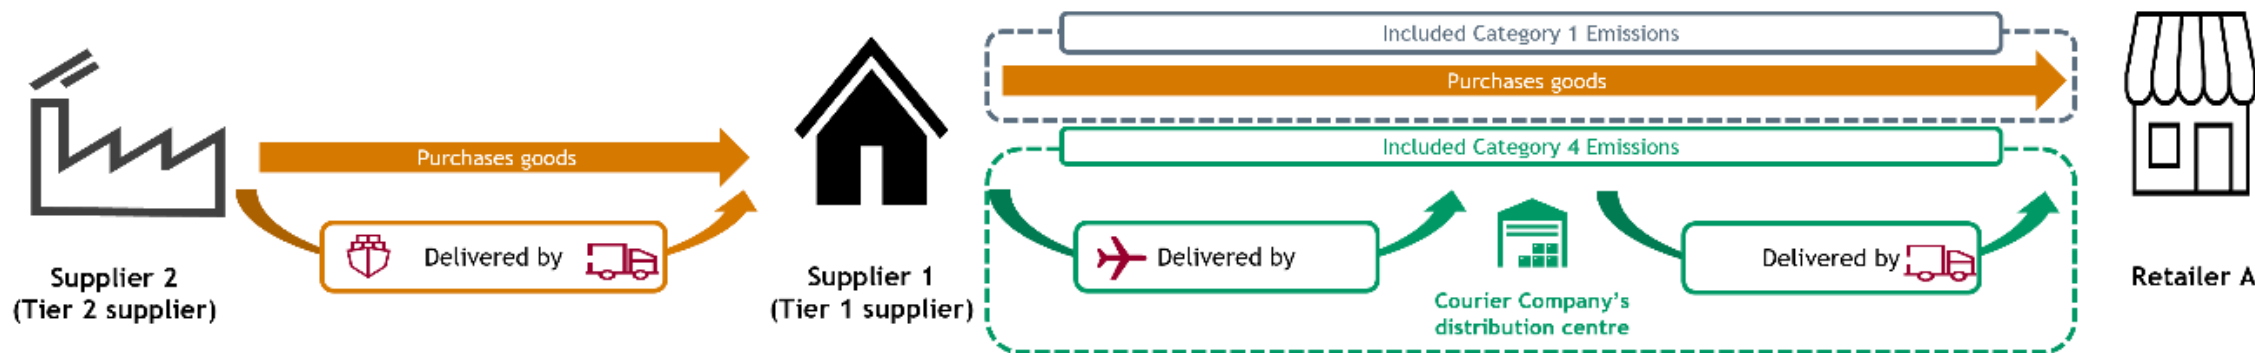 Included Category 1 Emissions
Purchases goods
Purchases goods
Included Category 4 Emissions
Delivered by
Delivered by
Delivered by
Supplier 2
(Tier 2 supplier)
Supplier 1
(Tier 1 supplier)
Courier Company's
distribution centre
Retailer A